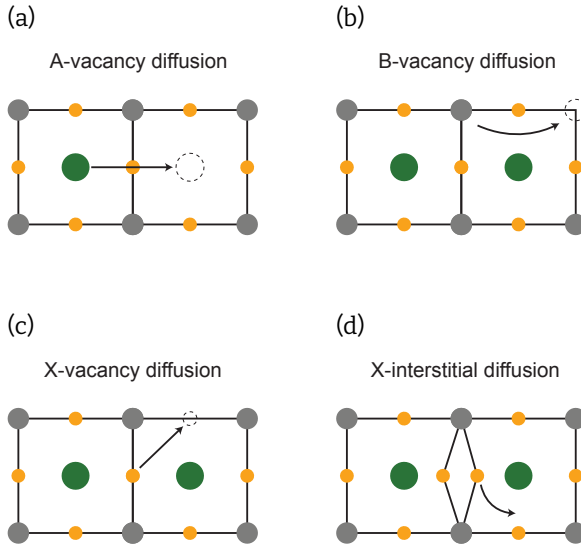 (a)
A-vacancy diffusion
(b)
B-vacancy diffusion
(c)
X-vacancy diffusion
(d)
X-interstitial diffusion